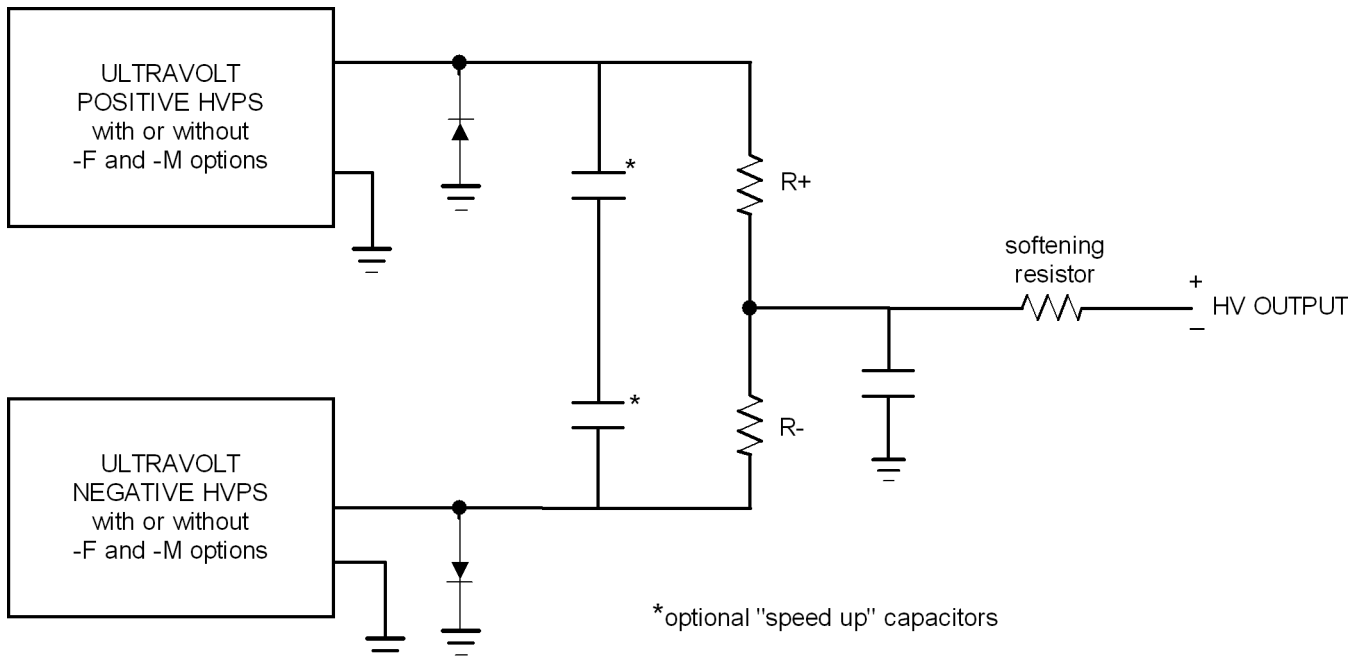 ULTRAVOLT
POSITIVE HVPS
with or without
-F and -M options
*
R+
softening
resistor
+
HV OUTPUT
–
*
R-
ULTRAVOLT
NEGATIVE HVPS
with or without
-F and -M options
*optional "speed up" capacitors